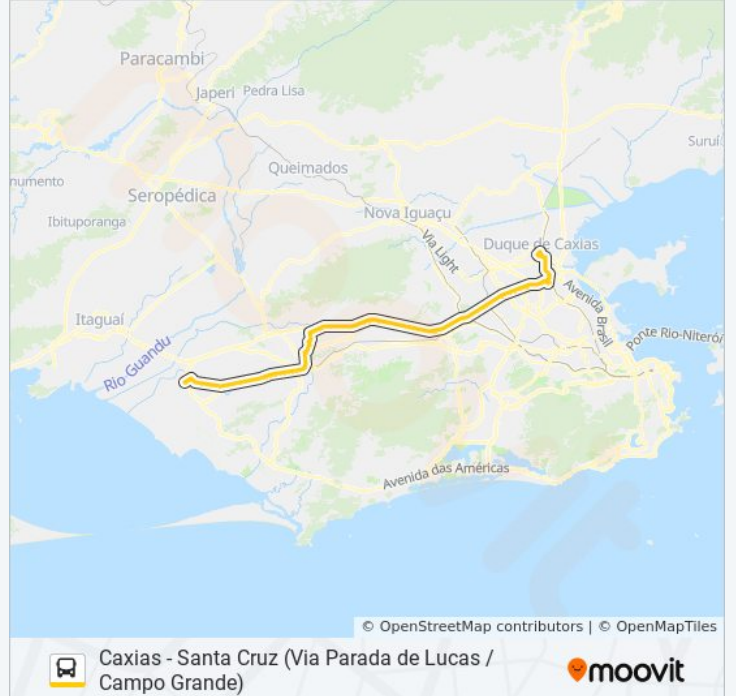 Paracambi
Japeri
Pedra Lisa
Suruí
Queimados
numento
Seropédica
Nova Iguaçu
Ibituporanga
Via Light
Duque de Caxias
Avenida Brasil
Itaguaí
Ponte Rio-Niterói
Rio Guandu
Avenida das Américas
© OpenStreetMap contributors | © OpenMapTiles
Caxias - Santa Cruz (Via Parada de Lucas /
Campo Grande)
moovit